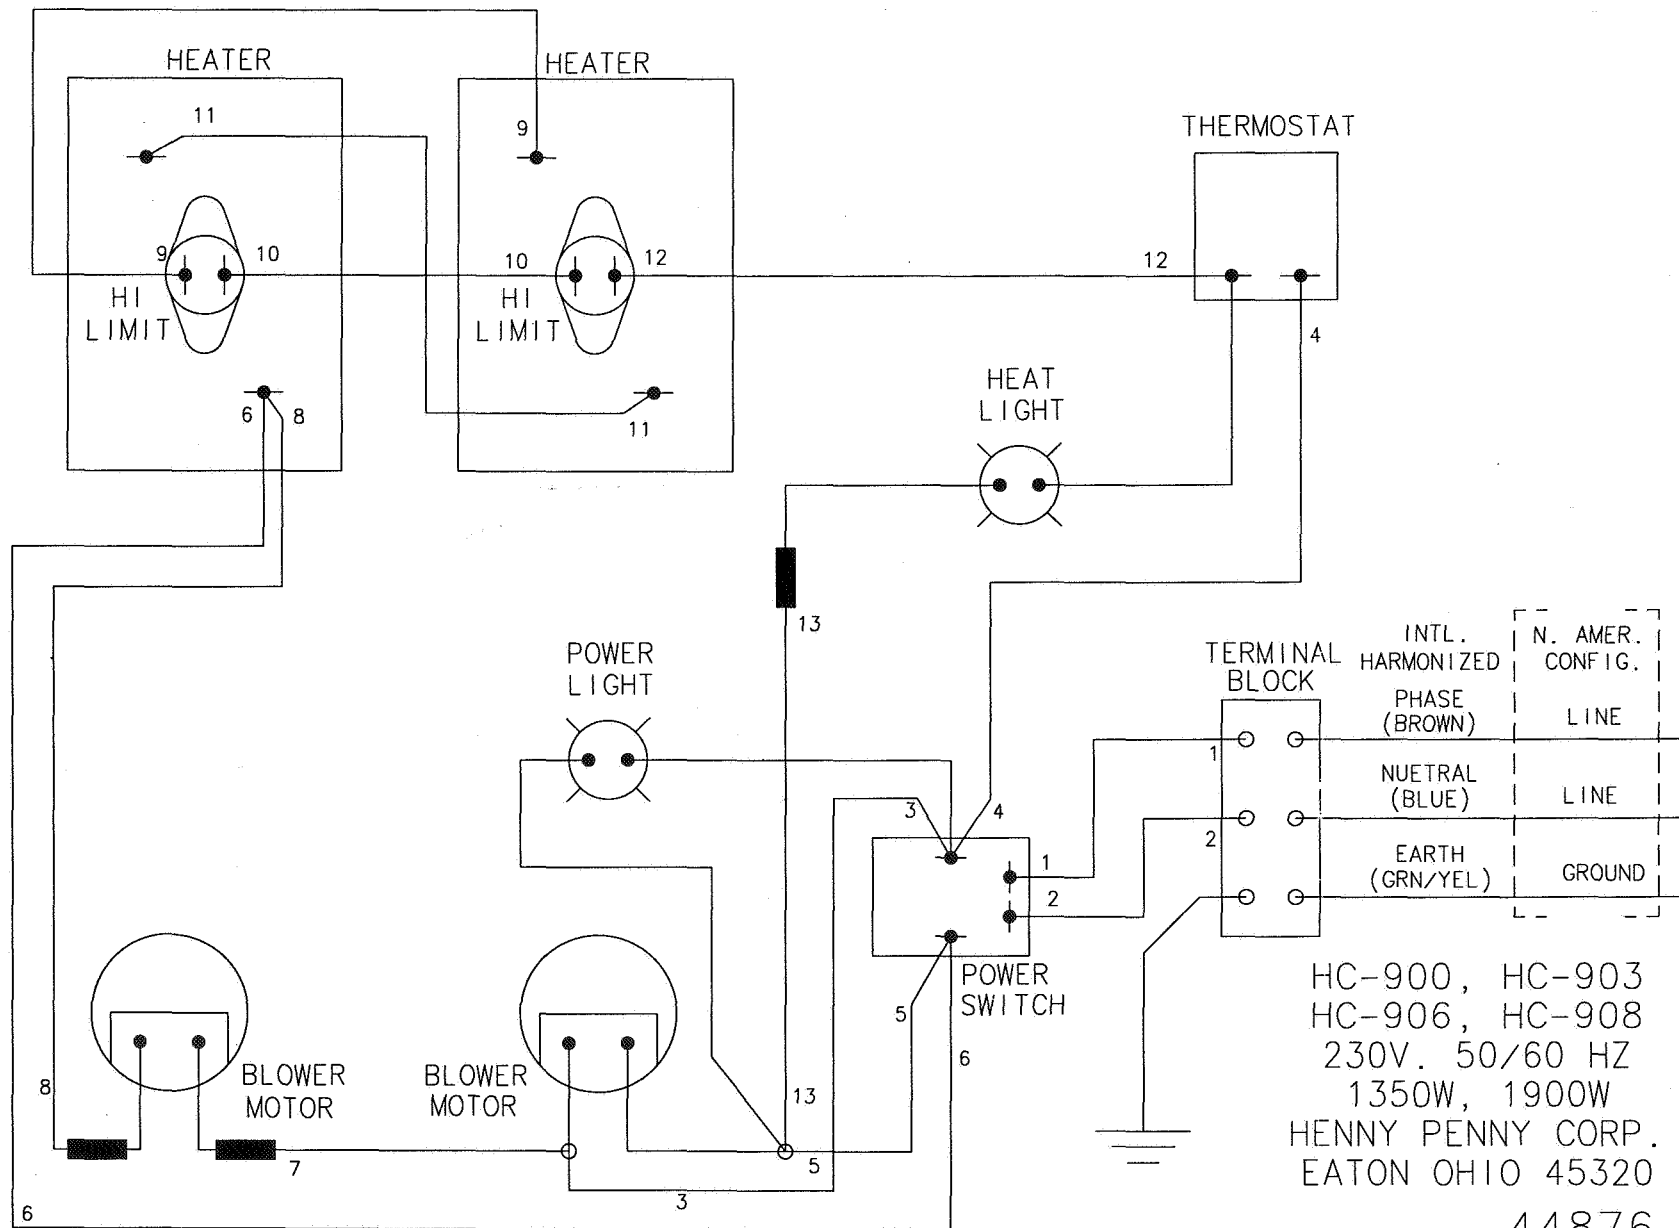 HEATER
HEATER
11
9
THERMOSTAT
9
10
10
12
12
HI
LIMIT
HI
LIMIT
4
6
8
11
HEAT
LIGHT
13
POWER
LIGHT
TERMINAL
BLOCK
INTL.
HARMONIZED
N. AMER.
CONFIG.
PHASE
(BROWN)
LINE
1
NUETRAL
(BLUE)
LINE
2
EARTH
(GRN/YEL)
GROUND
3
4
1
2
POWER
SWITCH
5
6
8
BLOWER
MOTOR
BLOWER
MOTOR
13
7
5
3
6
HC-900, HC-903
HC-906, HC-908
230V. 50/60 HZ
1350W, 1900W
HENNY PENNY CORP.
EATON OHIO 45320
44876